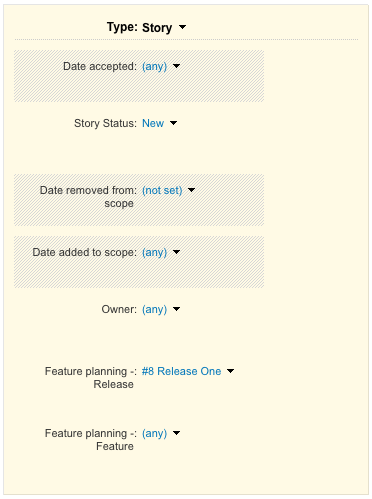 Type: Story
Date accepted: (any)
Story Status: New
Date removed from: (not set)
scope
Date added to scope: (any)
Owner: (any)
Feature planning -: #8 Release One
Release
Feature planning -: (any)
Feature